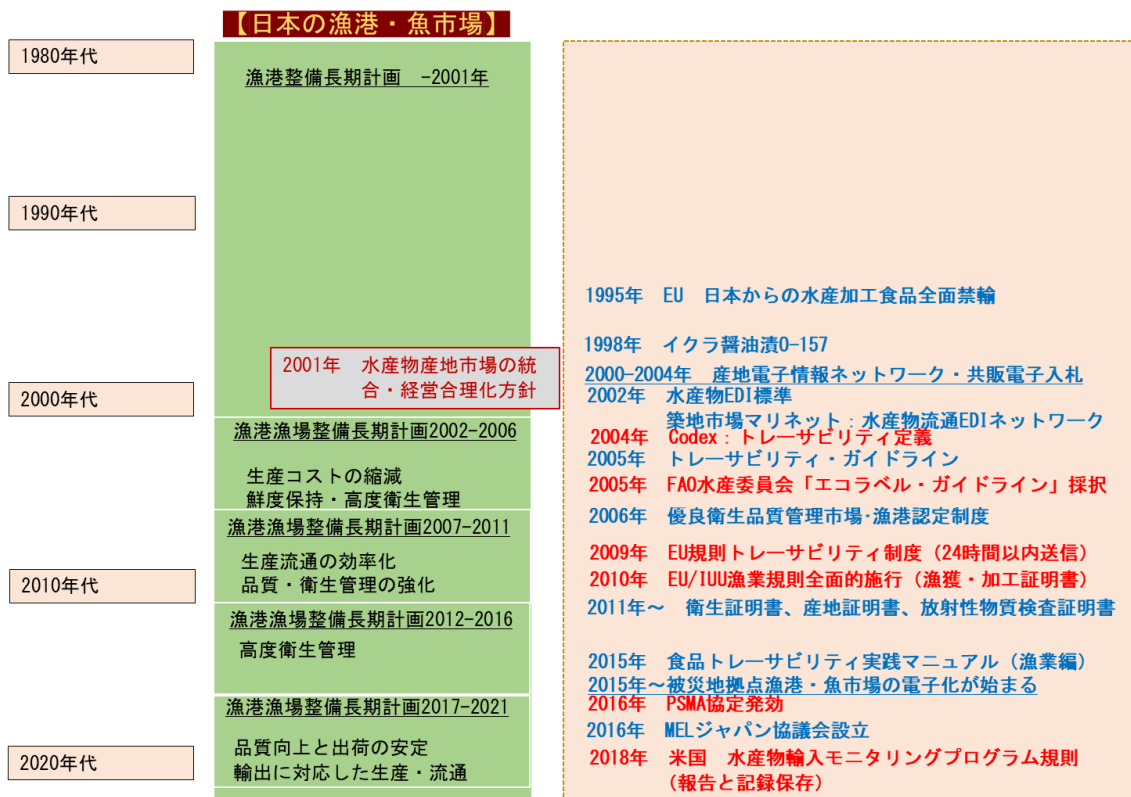 【日本の漁港・魚市場】
1980年代
漁港整備長期計画　-2001年
1990年代
2000年代
2010年代
2020年代
2001年　水産物産地市場の統
合・経営合理化方針
漁港漁場整備長期計画2002-2006
生産コストの縮減
鮮度保持・高度衛生管理
漁港漁場整備長期計画2007-2011
生産流通の効率化
品質・衛生管理の強化
漁港漁場整備長期計画2012-2016
高度衛生管理
漁港漁場整備長期計画2017-2021
品質向上と出荷の安定
輸出に対応した生産・流通
1995年　EU　日本からの水産加工食品全面禁輸
1998年　イクラ醤油漬O-157
2000-2004年　産地電子情報ネットワーク・共販電子入札
2002年　水産物EDI標準
築地市場マリネット：水産物流通EDIネットワーク
2004年　Codex：トレーサビリティ定義
2005年　トレーサビリティ・ガイドライン
2005年　FAO水産委員会「エコラベル・ガイドライン」採択
2006年　優良衛生品質管理市場･漁港認定制度
2009年　EU規則トレーサビリティ制度（24時間以内送信）
2010年　EU/IUU漁業規則全面的施行（漁獲・加工証明書）
2011年～　衛生証明書、産地証明書、放射性物質検査証明書
2015年　食品トレーサビリティ実践マニュアル（漁業編）
2015年～被災地拠点漁港・魚市場の電子化が始まる
2016年　PSMA協定発効
2016年　MELジャパン協議会設立
2018年　米国　水産物輸入モニタリングプログラム規則
（報告と記録保存）